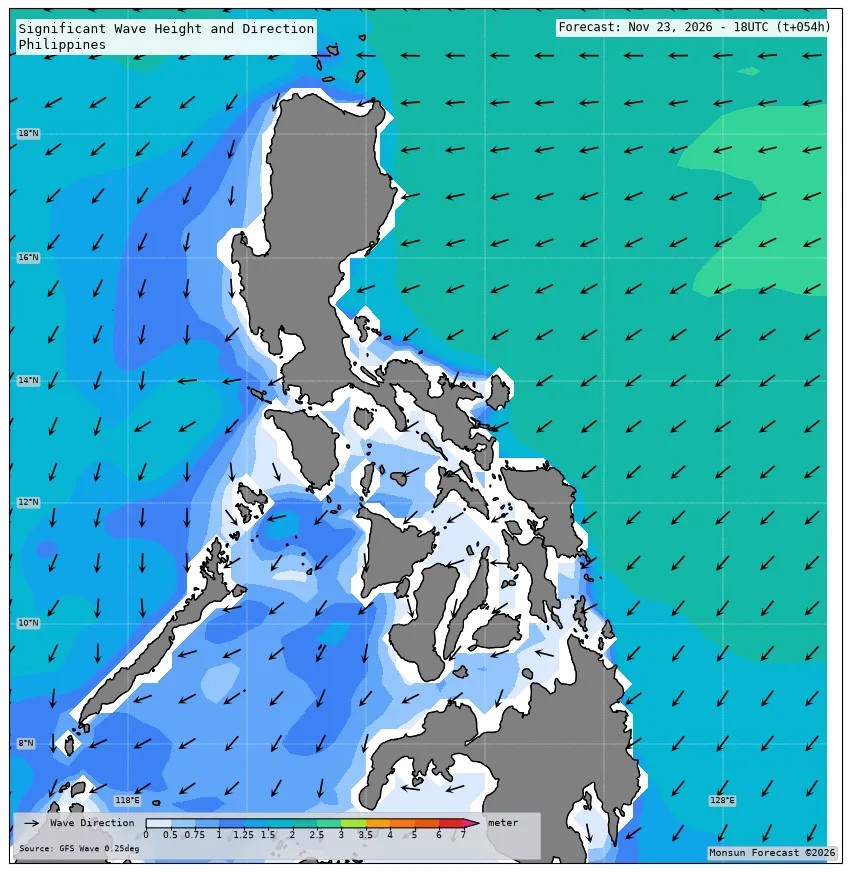 Significant Wave Height and Direction
Philippines
Forecast: Nov 23, 2026 - 18UTC (t+054h)
18°N
16°N
14°N
12°N
10°N
8°N
118°E
128°E
Wave Direction
0 0.5 0.75 1 1.25 1.5 2 2.5 3 3.5 4 5 6 7
meter
Source: GFS Wave 0.25deg
Monsun Forecast ©2026